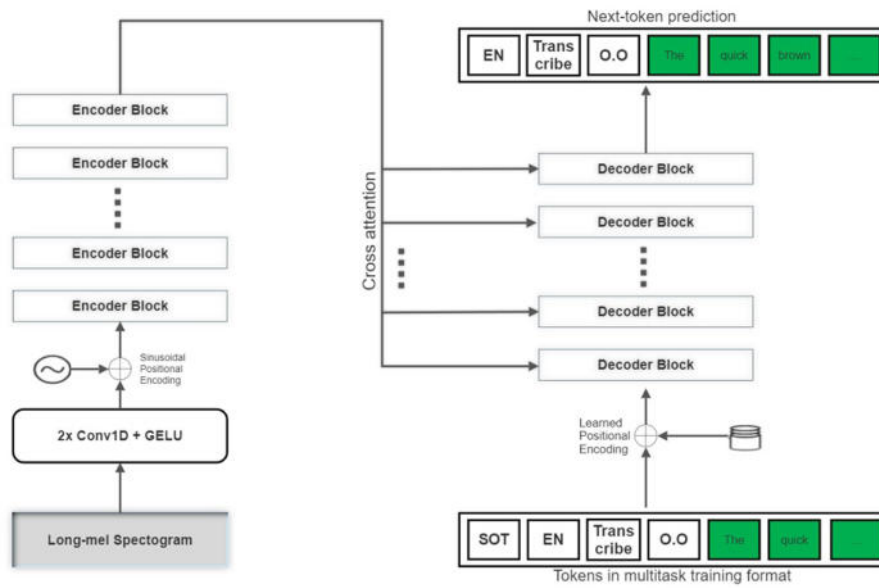 Next-token prediction
EN
Trans
cribe
O.O
The
quick
brown
...
Encoder Block
Encoder Block
Encoder Block
Encoder Block
Sinusoidal
Positional
Encoding
2x Conv1D + GELU
Long-mel Spectogram
Cross attention
Decoder Block
Decoder Block
Decoder Block
Decoder Block
Learned
Positional
Encoding
SOT
EN
Trans
cribe
O.O
The
quick
...
Tokens in multitask training format